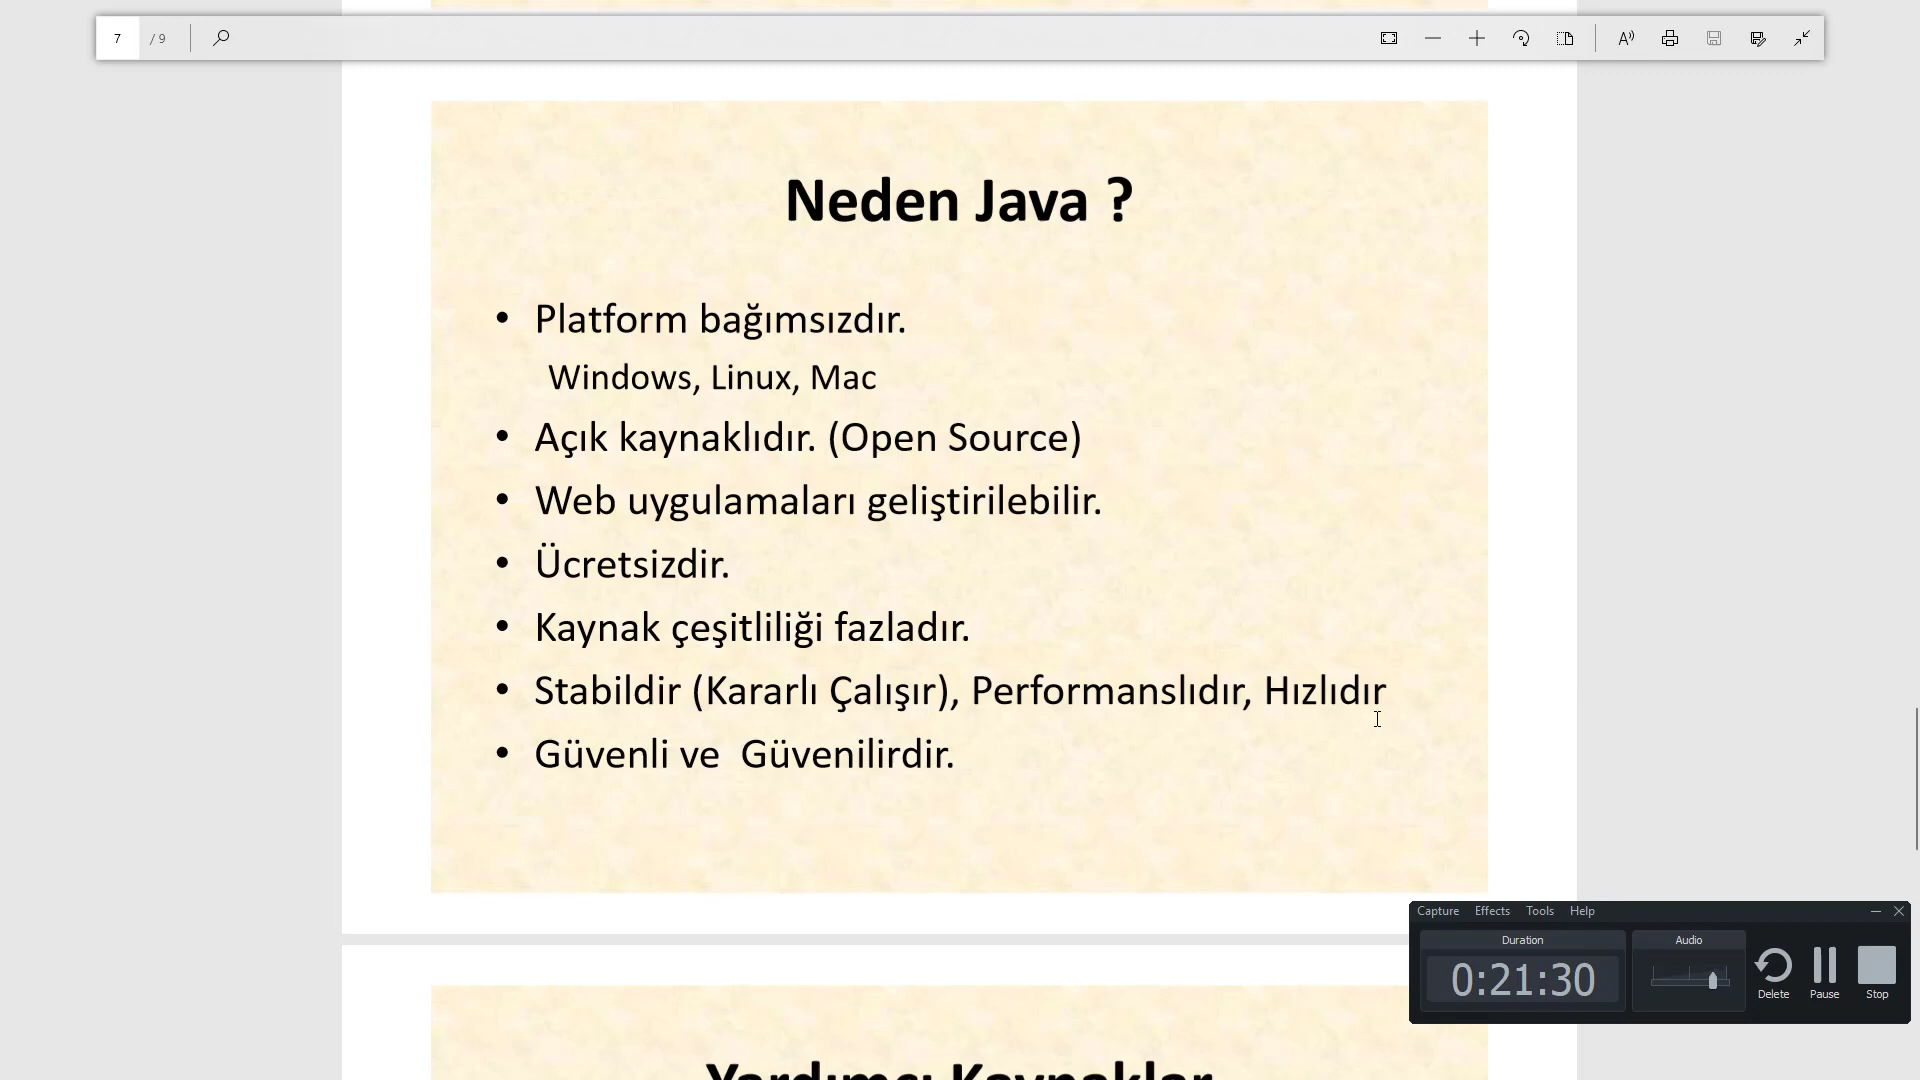 7 / 9
Neden Java ?
• Platform bağımsızdır.
Windows, Linux, Mac
• Açık kaynaklıdır. (Open Source)
• Web uygulamaları geliştirilebilir.
• Ücretsizdir.
• Kaynak çeşitliliği fazladır.
• Stabildir (Kararlı Çalışır), Performanslıdır, Hızlıdır
• Güvenli ve  Güvenilirdir.
Capture Effects Tools Help
Duration Audio
0:21:30
Delete Pause Stop
Yardımcı Kaynaklar